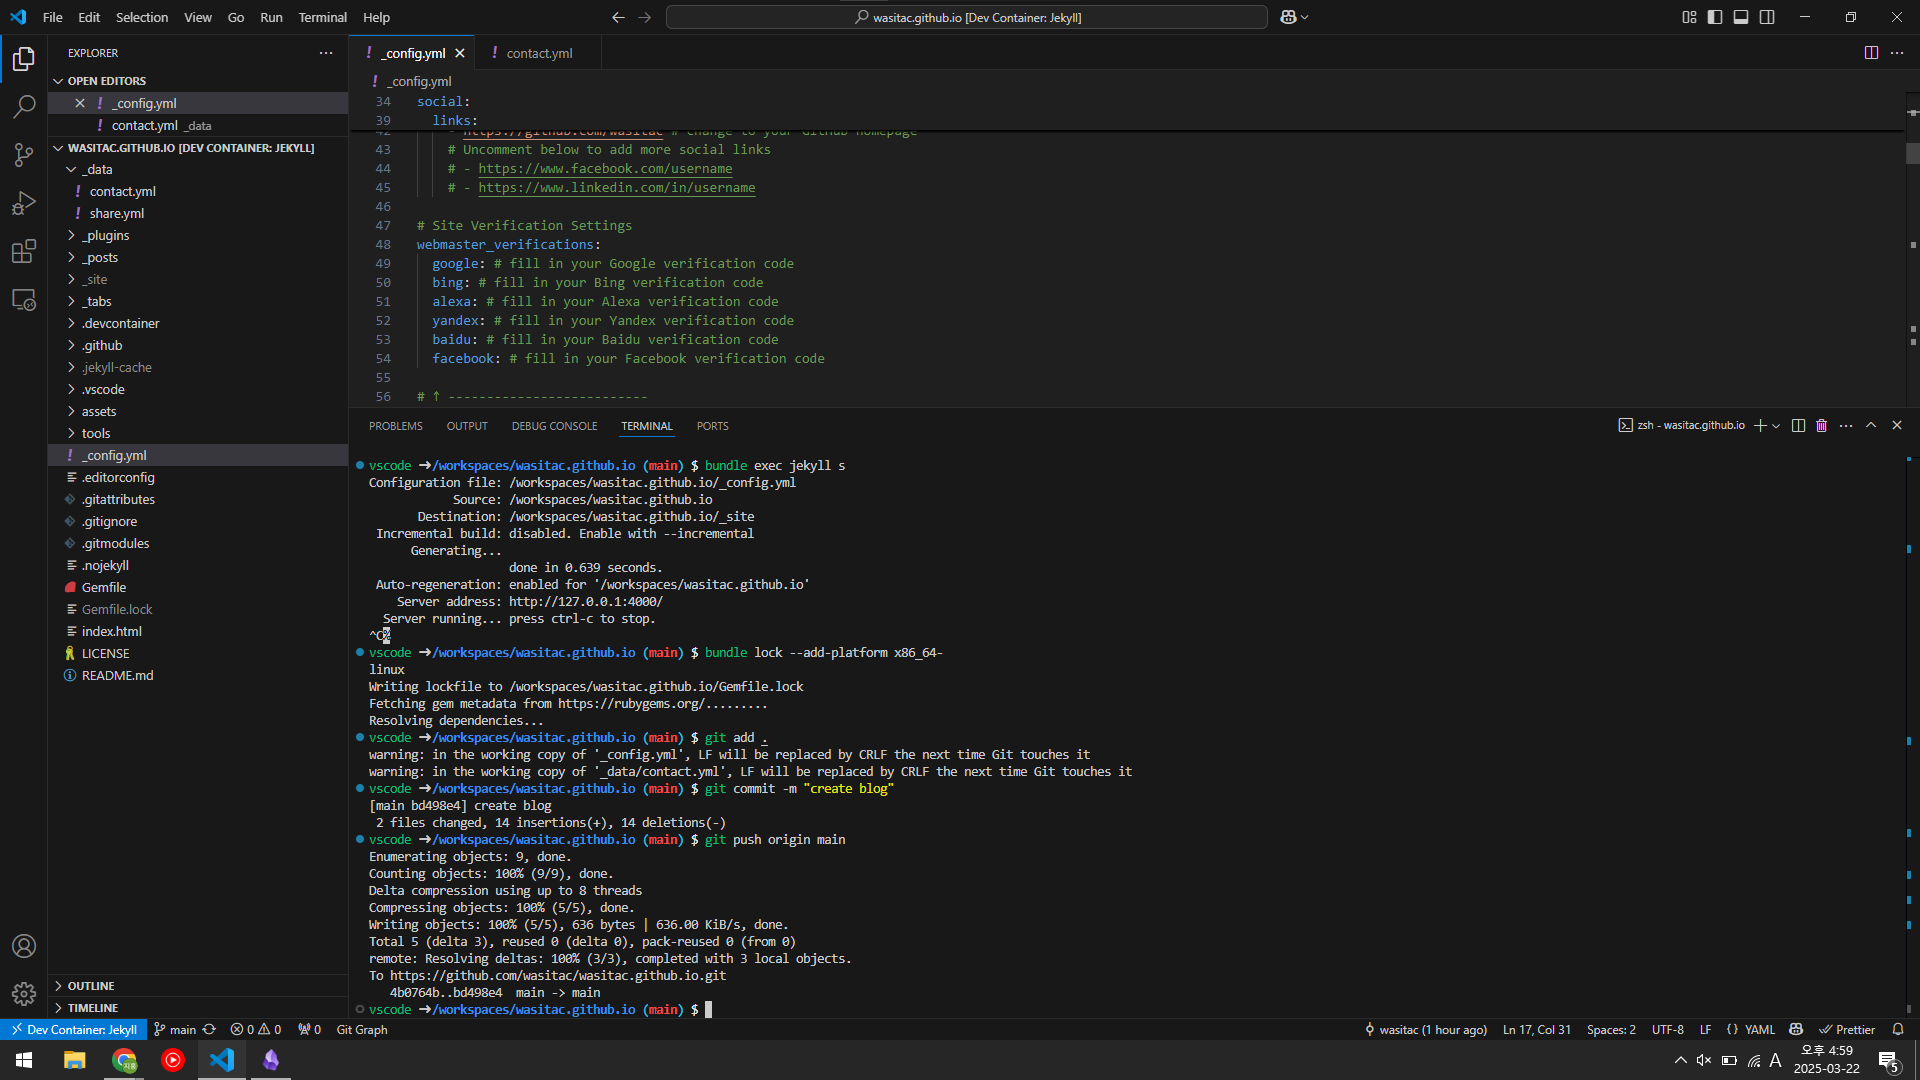 File Edit Selection View Go Run Terminal Help
wasitac.github.io [Dev Container: Jekyll]
EXPLORER
OPEN EDITORS
_config.yml
contact.yml _data
WASITAC.GITHUB.IO [DEV CONTAINER: JEKYLL]
_data
contact.yml
share.yml
_plugins
_posts
_site
_tabs
.devcontainer
.github
.jekyll-cache
.vscode
assets
tools
_config.yml
.editorconfig
.gitattributes
.gitignore
.gitmodules
.nojekyll
Gemfile
Gemfile.lock
index.html
LICENSE
README.md
OUTLINE
TIMELINE
_config.yml
contact.yml
_config.yml
34 social:
39 links:
42 - https://github.com/wasitac # change to your GitHub homepage
43 # Uncomment below to add more social links
44 # - https://www.facebook.com/username
45 # - https://www.linkedin.com/in/username
46
47 # Site Verification Settings
48 webmaster_verifications:
49 google: # fill in your Google verification code
50 bing: # fill in your Bing verification code
51 alexa: # fill in your Alexa verification code
52 yandex: # fill in your Yandex verification code
53 baidu: # fill in your Baidu verification code
54 facebook: # fill in your Facebook verification code
55
56 # ↑ --------------------------
PROBLEMS OUTPUT DEBUG CONSOLE TERMINAL PORTS
zsh - wasitac.github.io
vscode ➜/workspaces/wasitac.github.io (main) $ bundle exec jekyll s
Configuration file: /workspaces/wasitac.github.io/_config.yml
Source: /workspaces/wasitac.github.io
Destination: /workspaces/wasitac.github.io/_site
Incremental build: disabled. Enable with --incremental
Generating...
done in 0.639 seconds.
Auto-regeneration: enabled for '/workspaces/wasitac.github.io'
Server address: http://127.0.0.1:4000/
Server running... press ctrl-c to stop.
^C%
vscode ➜/workspaces/wasitac.github.io (main) $ bundle lock --add-platform x86_64-
linux
Writing lockfile to /workspaces/wasitac.github.io/Gemfile.lock
Fetching gem metadata from https://rubygems.org/.........
Resolving dependencies...
vscode ➜/workspaces/wasitac.github.io (main) $ git add .
warning: in the working copy of '_config.yml', LF will be replaced by CRLF the next time Git touches it
warning: in the working copy of '_data/contact.yml', LF will be replaced by CRLF the next time Git touches it
vscode ➜/workspaces/wasitac.github.io (main) $ git commit -m "create blog"
[main bd498e4] create blog
2 files changed, 14 insertions(+), 14 deletions(-)
vscode ➜/workspaces/wasitac.github.io (main) $ git push origin main
Enumerating objects: 9, done.
Counting objects: 100% (9/9), done.
Delta compression using up to 8 threads
Compressing objects: 100% (5/5), done.
Writing objects: 100% (5/5), 636 bytes | 636.00 KiB/s, done.
Total 5 (delta 3), reused 0 (delta 0), pack-reused 0 (from 0)
remote: Resolving deltas: 100% (3/3), completed with 3 local objects.
To https://github.com/wasitac/wasitac.github.io.git
4b0764b..bd498e4 main -> main
vscode ➜/workspaces/wasitac.github.io (main) $
Dev Container: Jekyll main 0 0 0 Git Graph
wasitac (1 hour ago) Ln 17, Col 31 Spaces: 2 UTF-8 LF {} YAML Prettier
A
오후 4:59
2025-03-22
5